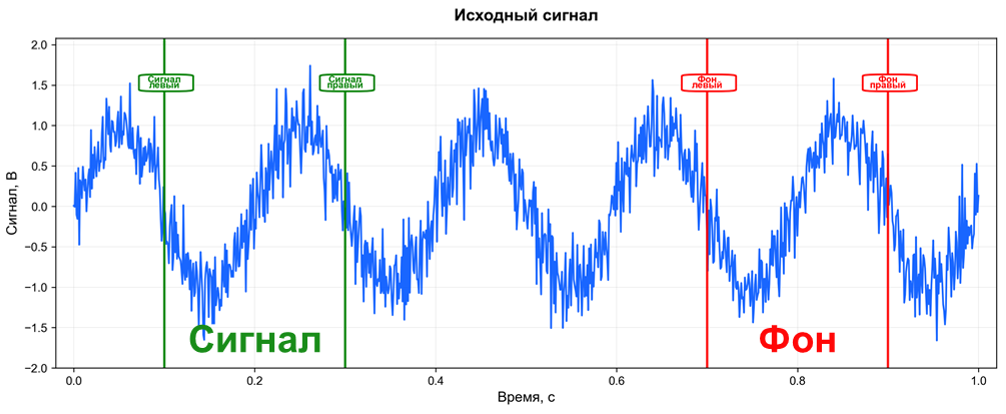 Исходный сигнал
Сигнал, В
2.0
1.5
1.0
0.5
0.0
−0.5
−1.0
−1.5
−2.0
Сигнал
левый
Сигнал
правый
Фон
левый
Фон
правый
Сигнал
Фон
0.0 0.2 0.4 0.6 0.8 1.0
Время, с